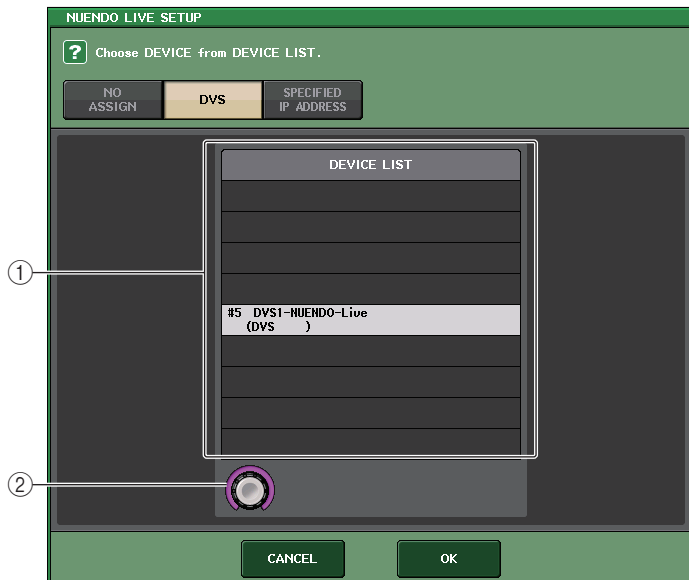 NUENDO LIVE SETUP
? Choose DEVICE from DEVICE LIST.
NO
ASSIGN
DVS
SPECIFIED
IP ADDRESS
DEVICE LIST
1
#5 DVS1-NUENDO-Live
(DVS )
2
CANCEL
OK